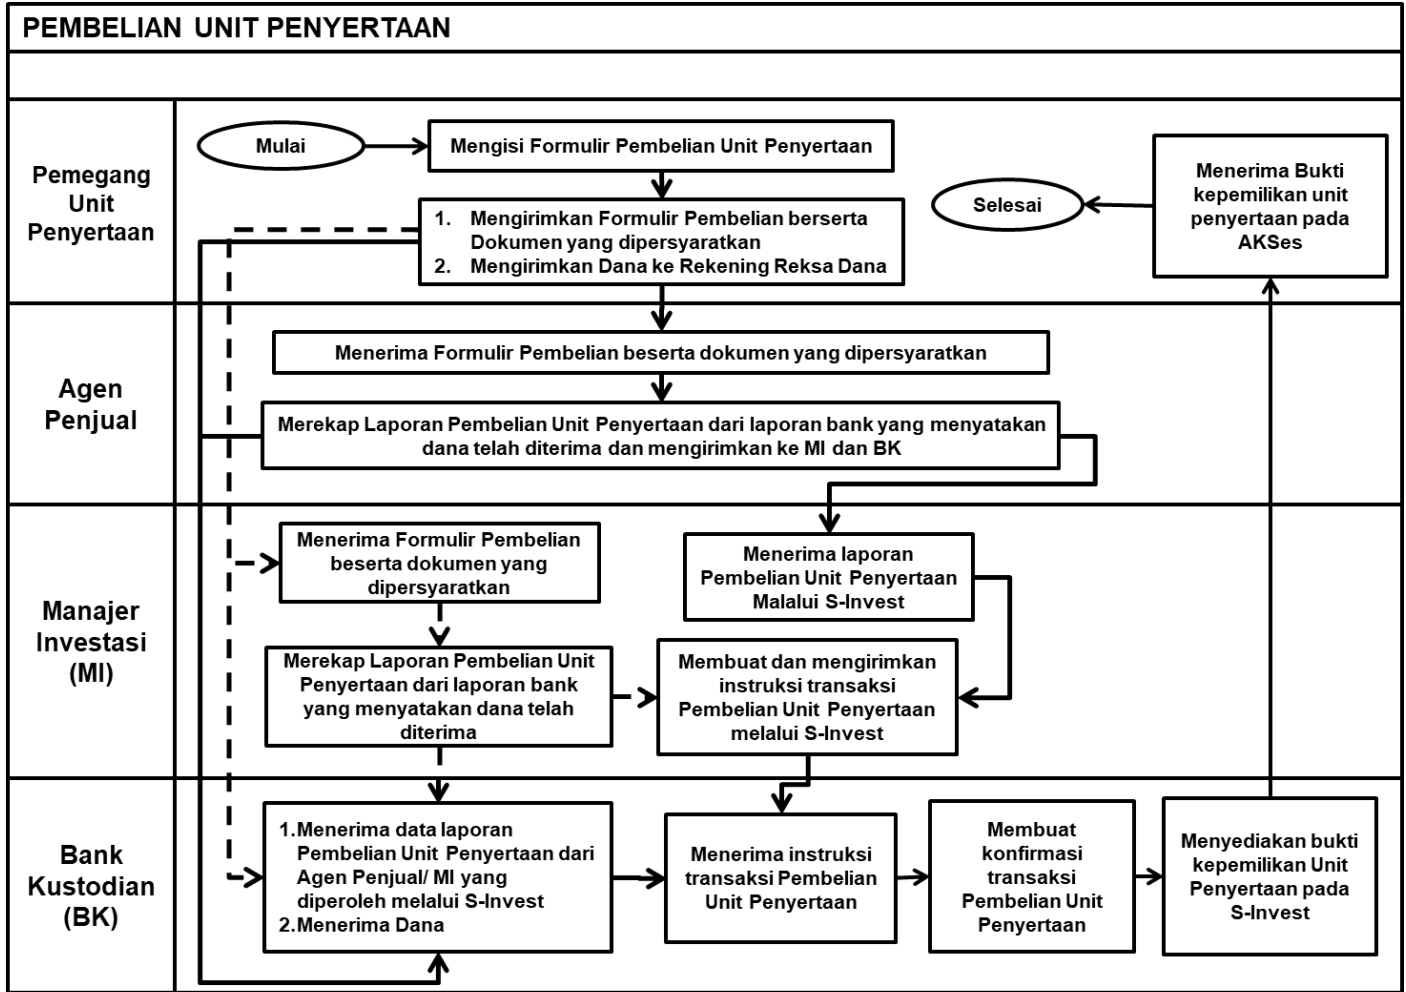 PEMBELIAN UNIT PENYERTAAN
Pemegang
Unit
Penyertaan
Mulai
Mengisi Formulir Pembelian Unit Penyertaan
1. Mengirimkan Formulir Pembelian berserta
Dokumen yang dipersyaratkan
2. Mengirimkan Dana ke Rekening Reksa Dana
Selesai
Menerima Bukti
kepemilikan unit
penyertaan pada
AKSes
Agen
Penjual
Menerima Formulir Pembelian beserta dokumen yang dipersyaratkan
Merekap Laporan Pembelian Unit Penyertaan dari laporan bank yang menyatakan
dana telah diterima dan mengirimkan ke MI dan BK
Manajer
Investasi
(MI)
Menerima Formulir Pembelian
beserta dokumen yang
dipersyaratkan
Menerima laporan
Pembelian Unit Penyertaan
Malalui S-Invest
Merekap Laporan Pembelian Unit
Penyertaan dari laporan bank
yang menyatakan dana telah
diterima
Membuat dan mengirimkan
instruksi transaksi
Pembelian Unit Penyertaan
melalui S-Invest
Bank
Kustodian
(BK)
1.Menerima data laporan
Pembelian Unit Penyertaan dari
Agen Penjual/ MI yang
diperoleh melalui S-Invest
2.Menerima Dana
Menerima instruksi
transaksi Pembelian
Unit Penyertaan
Membuat
konfirmasi
transaksi
Pembelian Unit
Penyertaan
Menyediakan bukti
kepemilikan Unit
Penyertaan pada
S-Invest